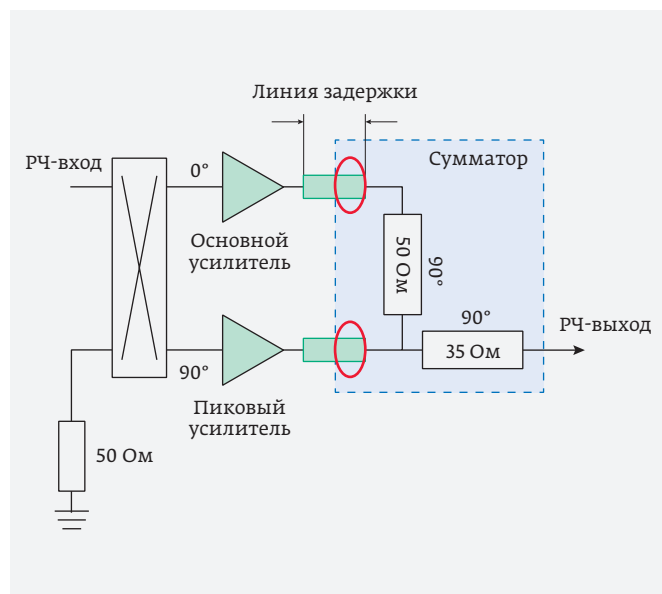 Линия задержки
Сумматор
РЧ-вход
0°
Основной
усилитель
50 Ом
90°
90°
РЧ-выход
35 Ом
90°
Пиковый
усилитель
50 Ом